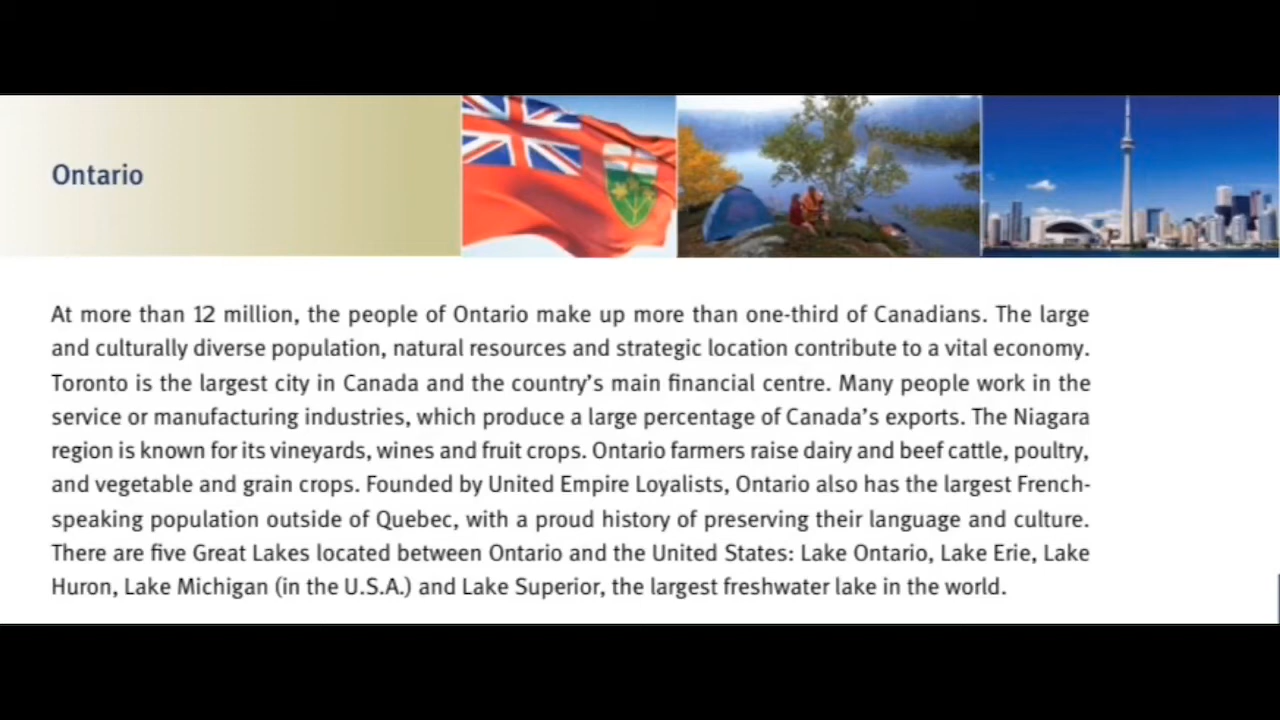 Ontario
At more than 12 million, the people of Ontario make up more than one-third of Canadians. The large
and culturally diverse population, natural resources and strategic location contribute to a vital economy.
Toronto is the largest city in Canada and the country's main financial centre. Many people work in the
service or manufacturing industries, which produce a large percentage of Canada's exports. The Niagara
region is known for its vineyards, wines and fruit crops. Ontario farmers raise dairy and beef cattle, poultry,
and vegetable and grain crops. Founded by United Empire Loyalists, Ontario also has the largest French-
speaking population outside of Quebec, with a proud history of preserving their language and culture.
There are five Great Lakes located between Ontario and the United States: Lake Ontario, Lake Erie, Lake
Huron, Lake Michigan (in the U.S.A.) and Lake Superior, the largest freshwater lake in the world.